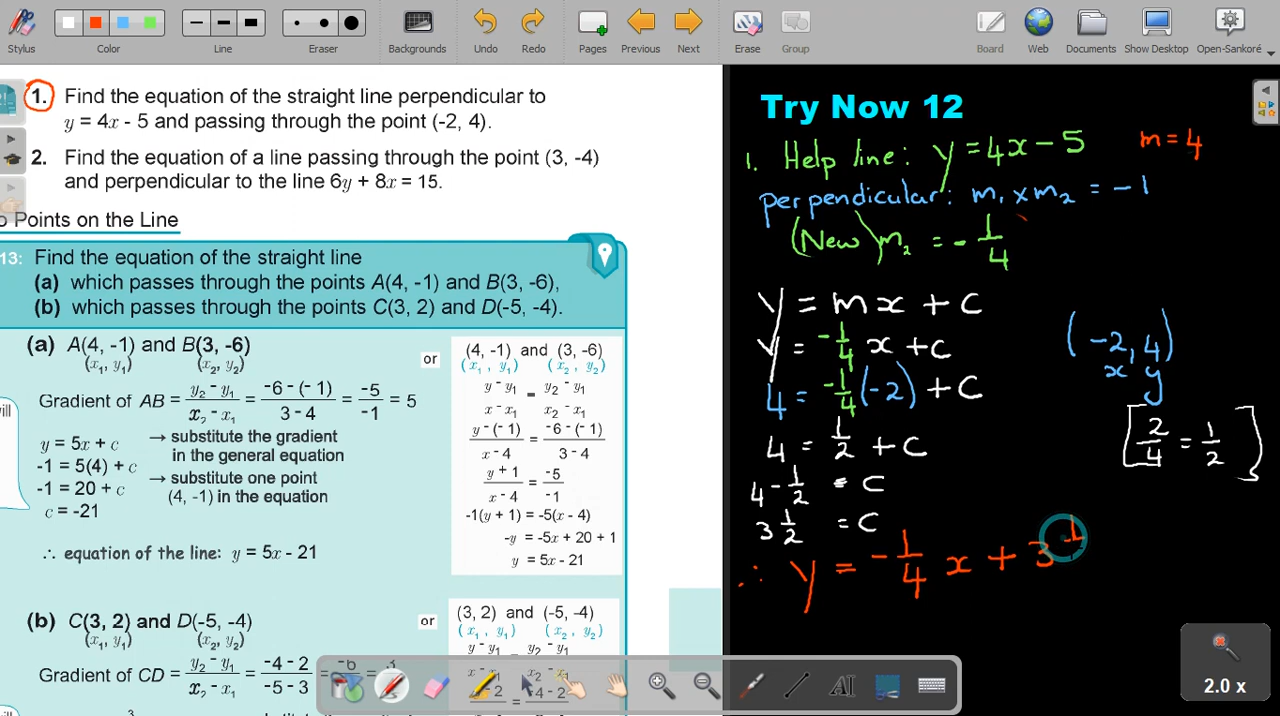 Stylus Color Line Eraser Backgrounds Undo Redo Pages Previous Next Erase Group Board Web Documents Show Desktop Open-Sankoré
1. Find the equation of the straight line perpendicular to
y = 4x - 5 and passing through the point (-2, 4).
2. Find the equation of a line passing through the point (3, -4)
and perpendicular to the line 6y + 8x = 15.
o Points on the Line
13: Find the equation of the straight line
(a) which passes through the points A(4, -1) and B(3, -6),
(b) which passes through the points C(3, 2) and D(-5, -4).
(a) A(4, -1) and B(3, -6)
(x₁, y₁) (x₂, y₂)
Gradient of AB = (y₂ - y₁)/(x₂ - x₁) = (-6 - (-1))/(3 - 4) = -5/-1 = 5
will
y = 5x + c → substitute the gradient
-1 = 5(4) + c in the general equation
-1 = 20 + c → substitute one point
c = -21 (4, -1) in the equation
∴ equation of the line: y = 5x - 21
or
(4, -1) and (3, -6)
(x₁, y₁) (x₂, y₂)
(y - y₁)/(x - x₁) = (y₂ - y₁)/(x₂ - x₁)
(y - (-1))/(x - 4) = (-6 - (-1))/(3 - 4)
(y + 1)/(x - 4) = -5/-1
-1(y + 1) = -5(x - 4)
-y = -5x + 20 + 1
y = 5x - 21
(b) C(3, 2) and D(-5, -4)
(x₁, y₁) (x₂, y₂)
Gradient of CD = (y₂ - y₁)/(x₂ - x₁) = (-4 - 2)/(-5 - 3) = -6
or
(3, 2) and (-5, -4)
(x₁, y₁) (x₂, y₂)
y - y₁ y₂ - y₁
Try Now 12
1. Help line: y = 4x - 5 m = 4
perpendicular: m₁ x m₂ = -1
(New) m₂ = - 1/4
y = mx + c
y = -1/4 x + c
4 = -1/4 (-2) + c
4 = 1/2 + c
4 - 1/2 = c
3 1/2 = c
∴ y = -1/4 x + 3 1
(-2, 4)
x y
[2/4 = 1/2]
2.0 x